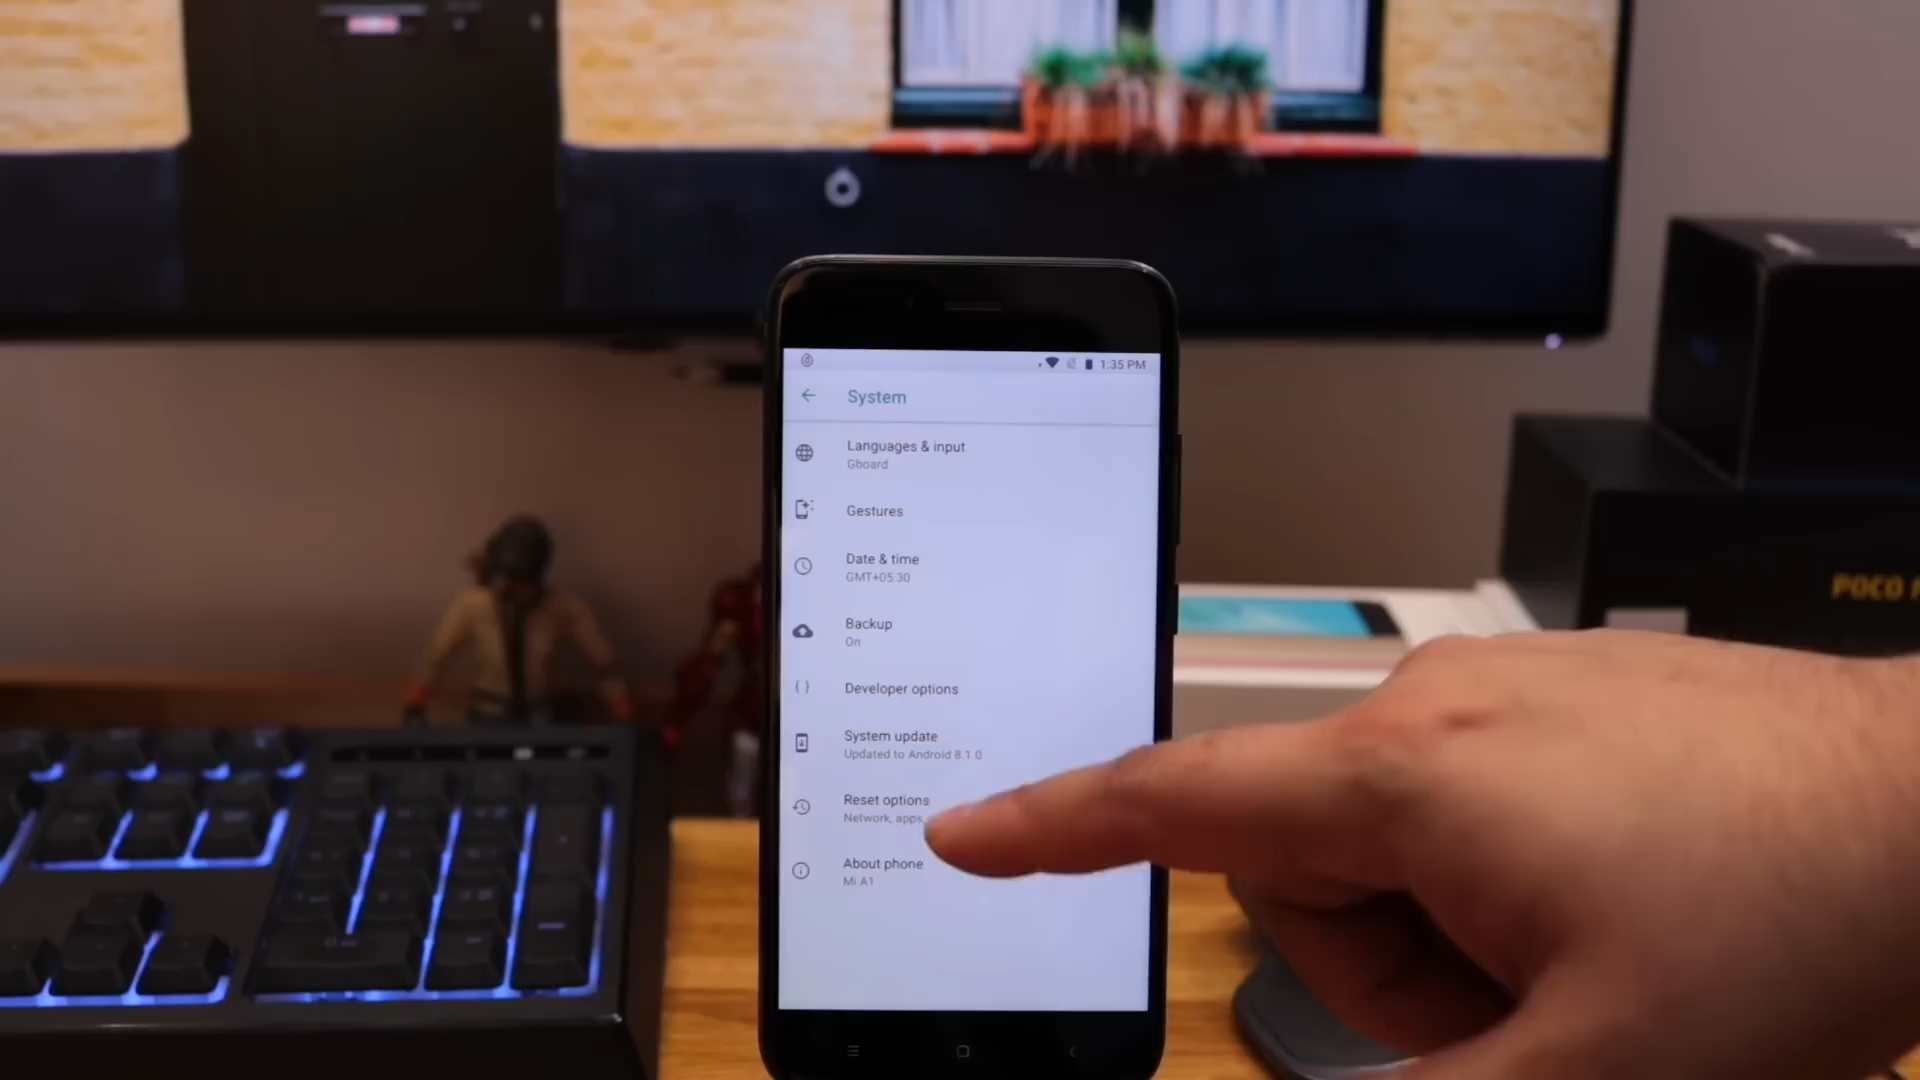 1:35 PM
System
Languages & input
Gboard
Gestures
Date & time
GMT+05:30
Backup
On
{ } Developer options
System update
Updated to Android 8.1.0
Reset options
Network, apps,
About phone
Mi A1
POCO